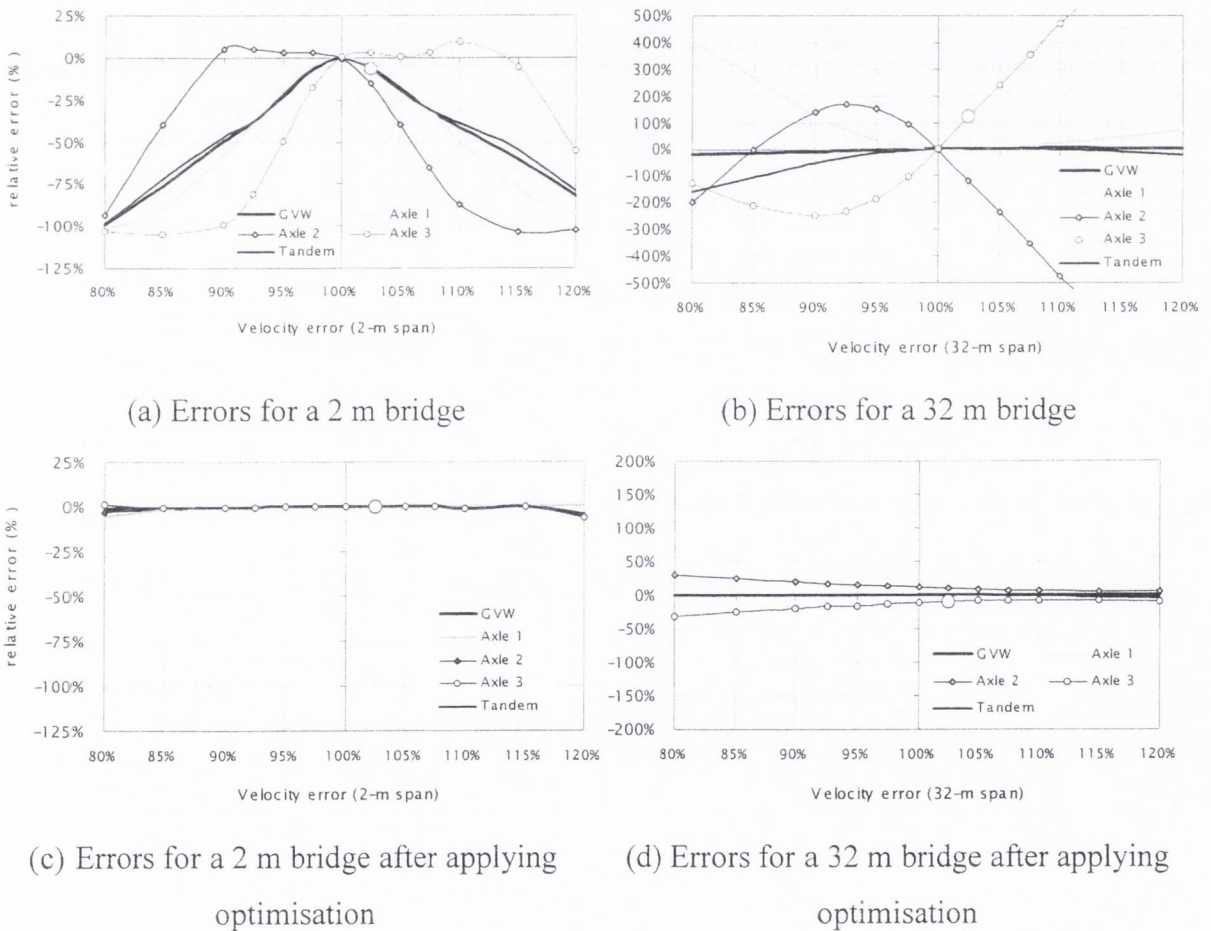 25%
0%
-25%
-50%
-75%
-100%
-125%
relative error (%)
GVW
Axle 1
Axle 2
Axle 3
Tandem
80% 85% 90% 95% 100% 105% 110% 115% 120%
Velocity error (2-m span)
500%
400%
300%
200%
100%
0%
-100%
-200%
-300%
-400%
-500%
GVW
Axle 1
Axle 2
Axle 3
Tandem
80% 85% 90% 95% 100% 105% 110% 115% 120%
Velocity error (32-m span)
(a) Errors for a 2 m bridge
(b) Errors for a 32 m bridge
25%
0%
-25%
-50%
-75%
-100%
-125%
relative error (%)
GVW
Axle 1
Axle 2
Axle 3
Tandem
80% 85% 90% 95% 100% 105% 110% 115% 120%
Velocity error (2-m span)
200%
150%
100%
50%
0%
-50%
-100%
-150%
-200%
GVW
Axle 1
Axle 2
Axle 3
Tandem
80% 85% 90% 95% 100% 105% 110% 115% 120%
Velocity error (32-m span)
(c) Errors for a 2 m bridge after applying
optimisation
(d) Errors for a 32 m bridge after applying
optimisation